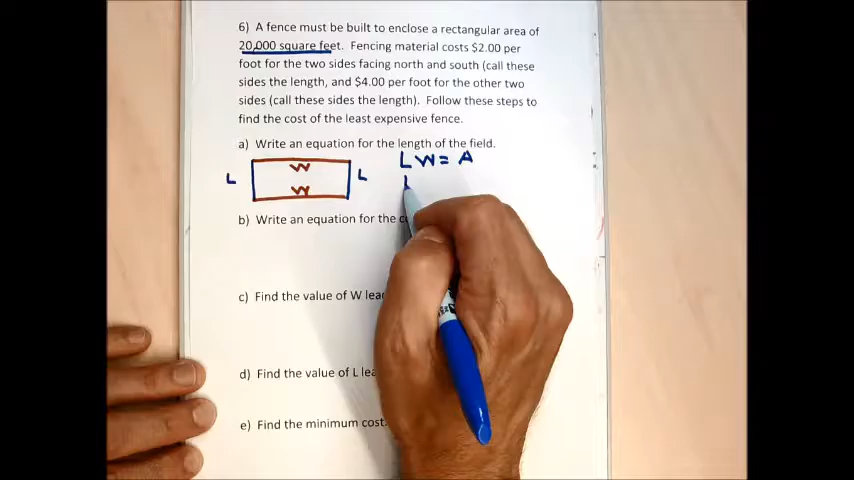 6) A fence must be built to enclose a rectangular area of
20,000 square feet. Fencing material costs $2.00 per
foot for the two sides facing north and south (call these
sides the length, and $4.00 per foot for the other two
sides (call these sides the length). Follow these steps to
find the cost of the least expensive fence.
a) Write an equation for the length of the field.
L W = A
W
L L
W
b) Write an equation for the
c) Find the value of W
d) Find the value of L
e) Find the minimum cost.